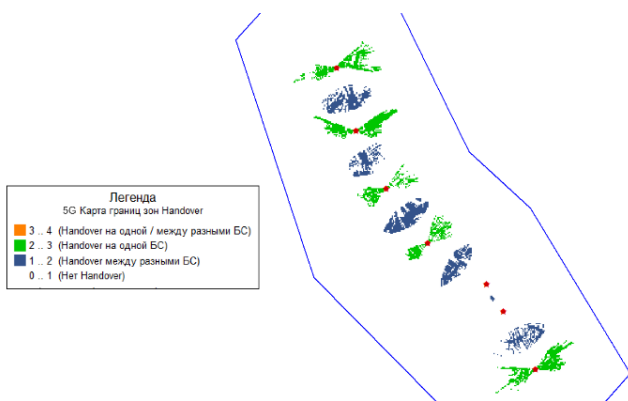 Легенда
5G Карта границ зон Handover
3 .. 4 (Handover на одной / между разными БС)
2 .. 3 (Handover на одной БС)
1 .. 2 (Handover между разными БС)
0 .. 1 (Нет Handover)